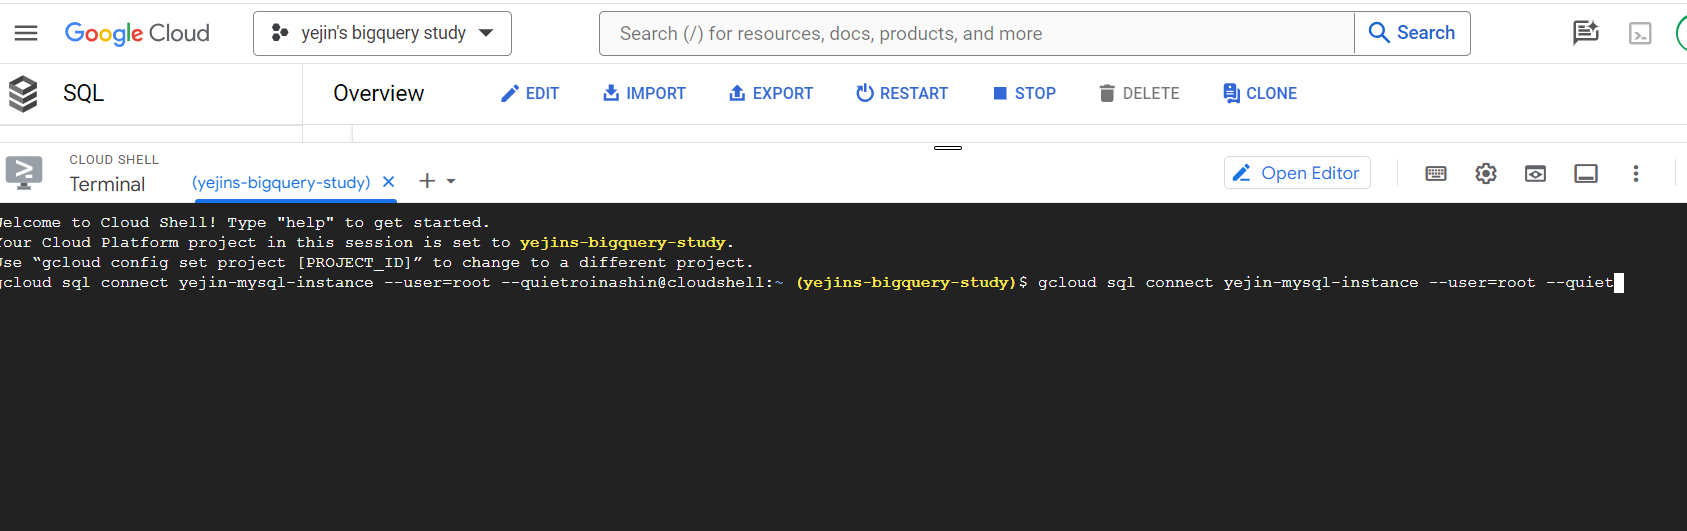 Google Cloud
yejin's bigquery study
Search (/) for resources, docs, products, and more
Search
SQL
Overview
EDIT
IMPORT
EXPORT
RESTART
STOP
DELETE
CLONE
CLOUD SHELL
Terminal
(yejins-bigquery-study)
Open Editor
Welcome to Cloud Shell! Type "help" to get started.
Your Cloud Platform project in this session is set to yejins-bigquery-study.
Use “gcloud config set project [PROJECT_ID]” to change to a different project.
gcloud sql connect yejin-mysql-instance --user=root --quietroinashin@cloudshell:~ (yejins-bigquery-study)$ gcloud sql connect yejin-mysql-instance --user=root --quiet